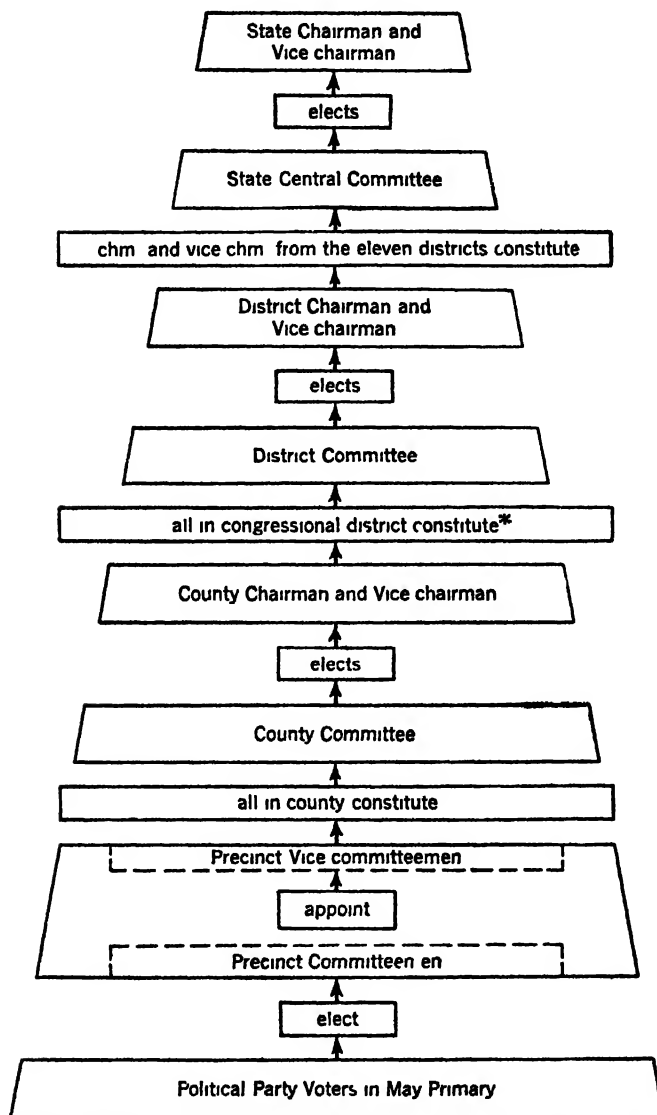 State Chairman and
Vice chairman
elects
State Central Committee
chm and vice chm from the eleven districts constitute
District Chairman and
Vice chairman
elects
District Committee
all in congressional district constitute*
County Chairman and Vice chairman
elects
County Committee
all in county constitute
Precinct Vice committeemen
appoint
Precinct Committeen en
elect
Political Party Voters in May Primary